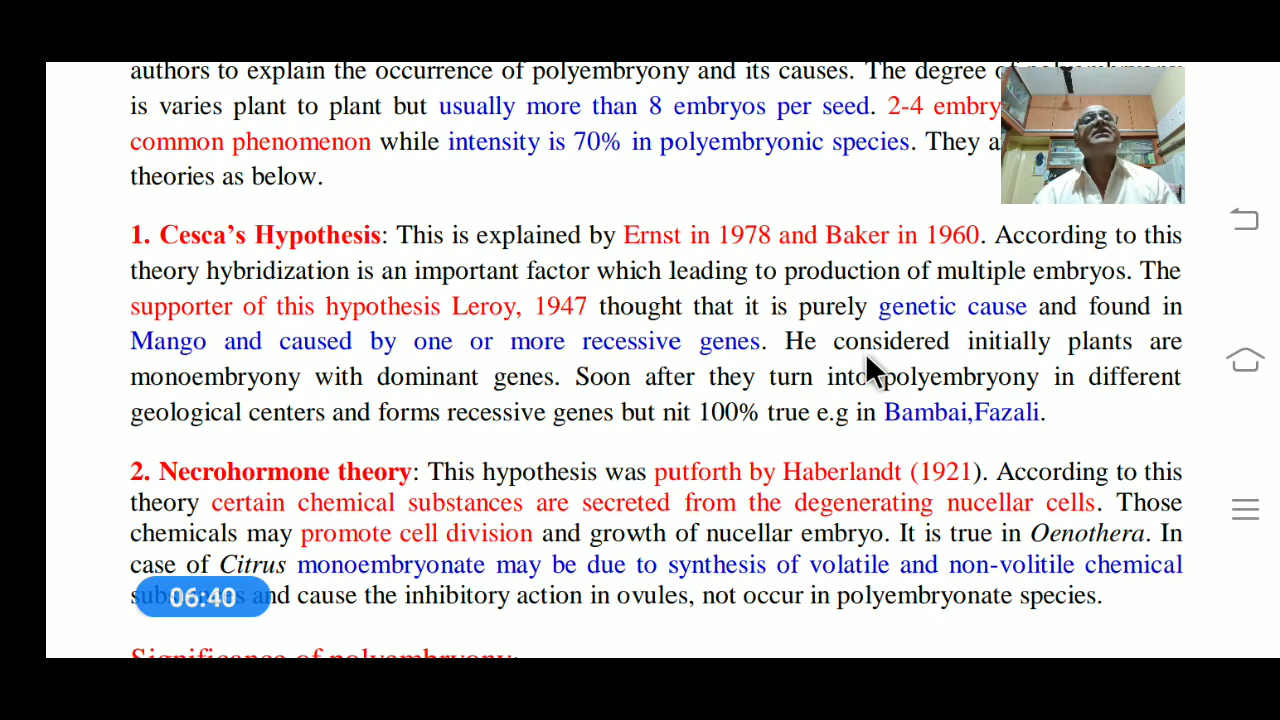 authors to explain the occurrence of polyembryony and its causes. The degree of
is varies plant to plant but usually more than 8 embryos per seed. 2-4
common phenomenon while intensity is 70% in polyembryonic species. They
theories as below.
1. Cesca's Hypothesis: This is explained by Ernst in 1978 and Baker in 1960. According to this
theory hybridization is an important factor which leading to production of multiple embryos. The
supporter of this hypothesis Leroy, 1947 thought that it is purely genetic cause and found in
Mango and caused by one or more recessive genes. He considered initially plants are
monoembryony with dominant genes. Soon after they turn into polyembryony in different
geological centers and forms recessive genes but nit 100% true e.g in Bambai,Fazali.
2. Necrohormone theory: This hypothesis was putforth by Haberlandt (1921). According to this
theory certain chemical substances are secreted from the degenerating nucellar cells. Those
chemicals may promote cell division and growth of nucellar embryo. It is true in Oenothera. In
case of Citrus monoembryonate may be due to synthesis of volatile and non-volitile chemical
06:40 and cause the inhibitory action in ovules, not occur in polyembryonate species.
Significance of polyembryony: